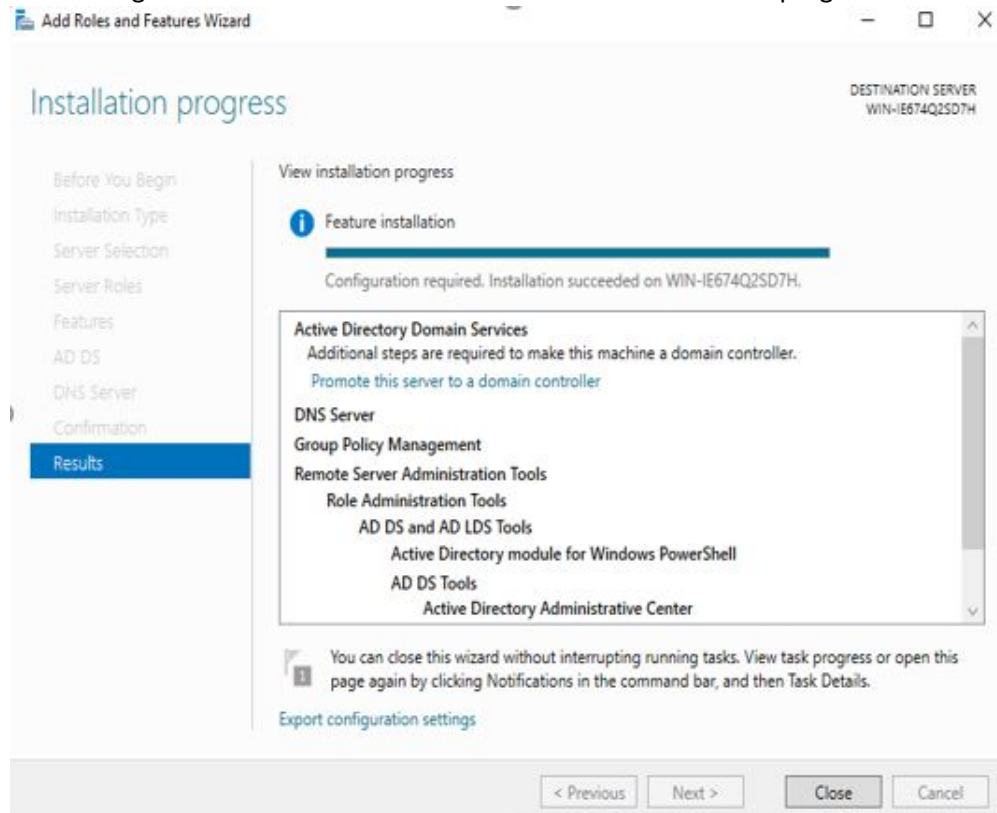 Add Roles and Features Wizard
Installation progress
DESTINATION SERVER
WIN-IE674Q2SD7H
Before You Begin
Installation Type
Server Selection
Server Roles
Features
AD DS
DNS Server
Confirmation
Results
View installation progress
Feature installation
Configuration required. Installation succeeded on WIN-IE674Q2SD7H.
Active Directory Domain Services
Additional steps are required to make this machine a domain controller.
Promote this server to a domain controller
DNS Server
Group Policy Management
Remote Server Administration Tools
Role Administration Tools
AD DS and AD LDS Tools
Active Directory module for Windows PowerShell
AD DS Tools
Active Directory Administrative Center
1
You can close this wizard without interrupting running tasks. View task progress or open this
page again by clicking Notifications in the command bar, and then Task Details.
Export configuration settings
< Previous
Next >
Close
Cancel